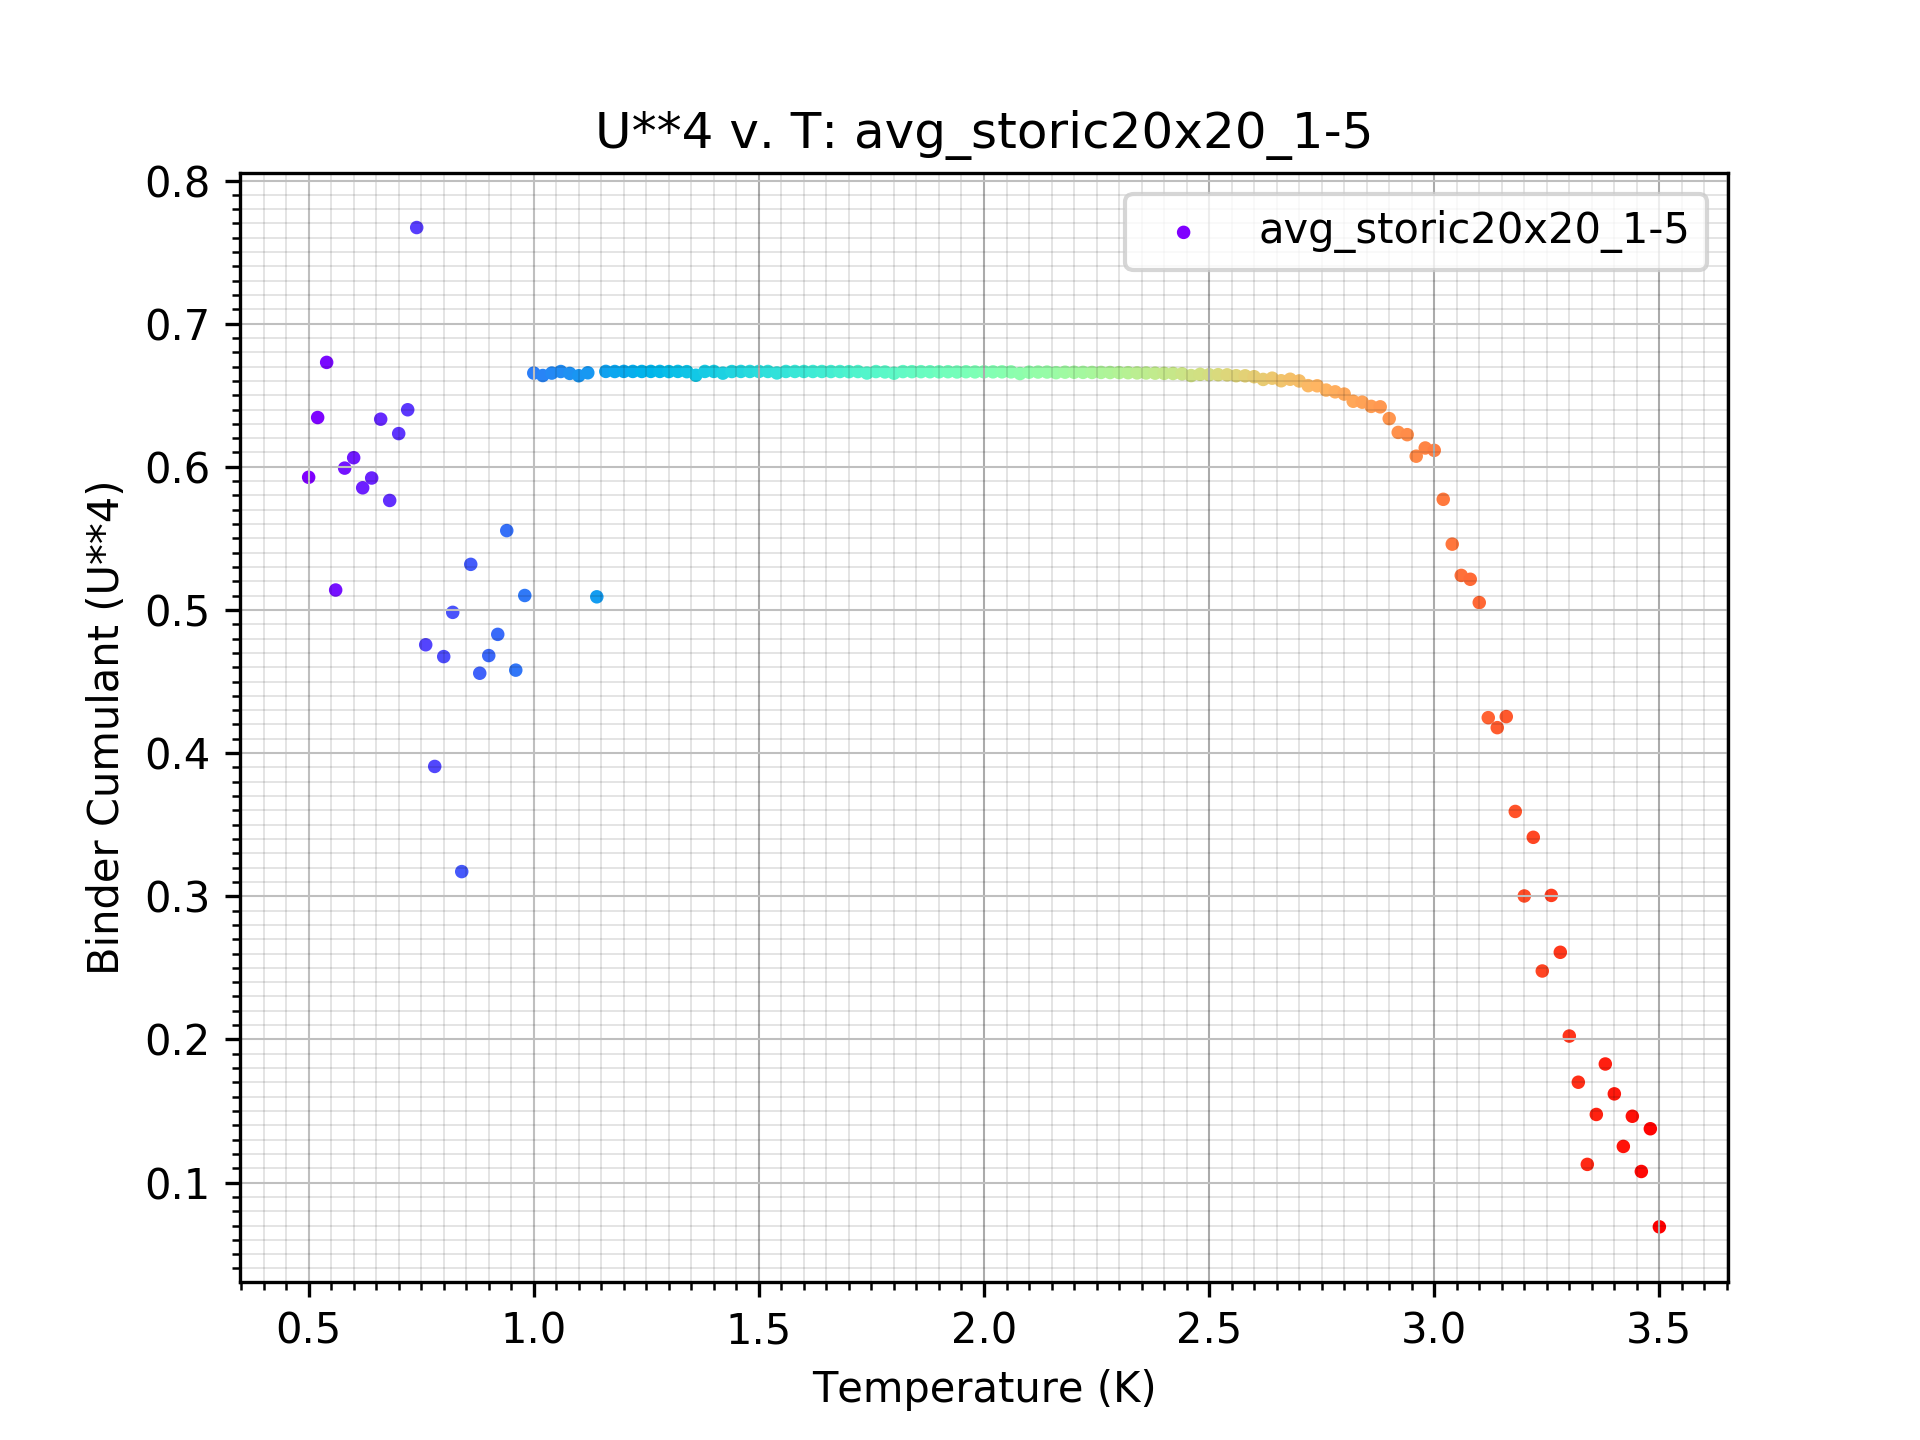 U**4 v. T: avg_storic20x20_1-5
avg_storic20x20_1-5
0.8
0.7
0.6
0.5
0.4
0.3
0.2
0.1
Binder Cumulant (U**4)
0.5 1.0 1.5 2.0 2.5 3.0 3.5
Temperature (K)